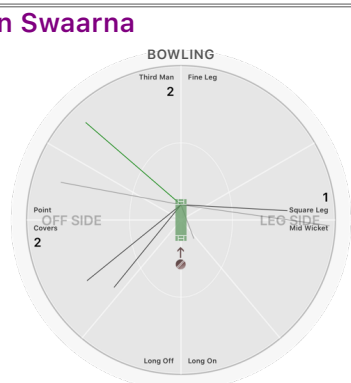 n Swaarna
BOWLING
Third Man Fine Leg
2
1
Point Square Leg
OFF SIDE LEG SIDE
Covers Mid Wicket
2
Long Off Long On